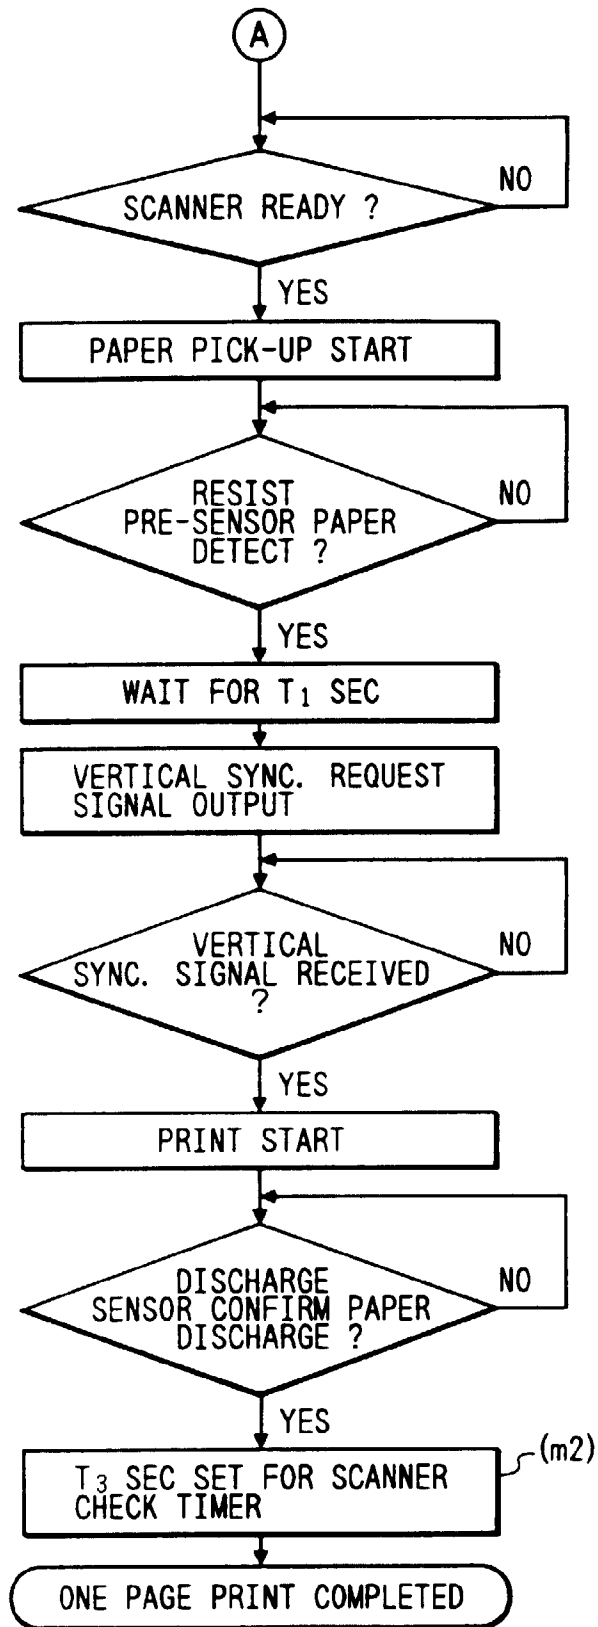 A
SCANNER READY ?
NO
YES
PAPER PICK-UP START
RESIST
PRE-SENSOR PAPER
DETECT ?
NO
YES
WAIT FOR T1 SEC
VERTICAL SYNC. REQUEST
SIGNAL OUTPUT
VERTICAL
SYNC. SIGNAL RECEIVED
?
NO
YES
PRINT START
DISCHARGE
SENSOR CONFIRM PAPER
DISCHARGE ?
NO
YES
T3 SEC SET FOR SCANNER
CHECK TIMER
(m2)
ONE PAGE PRINT COMPLETED